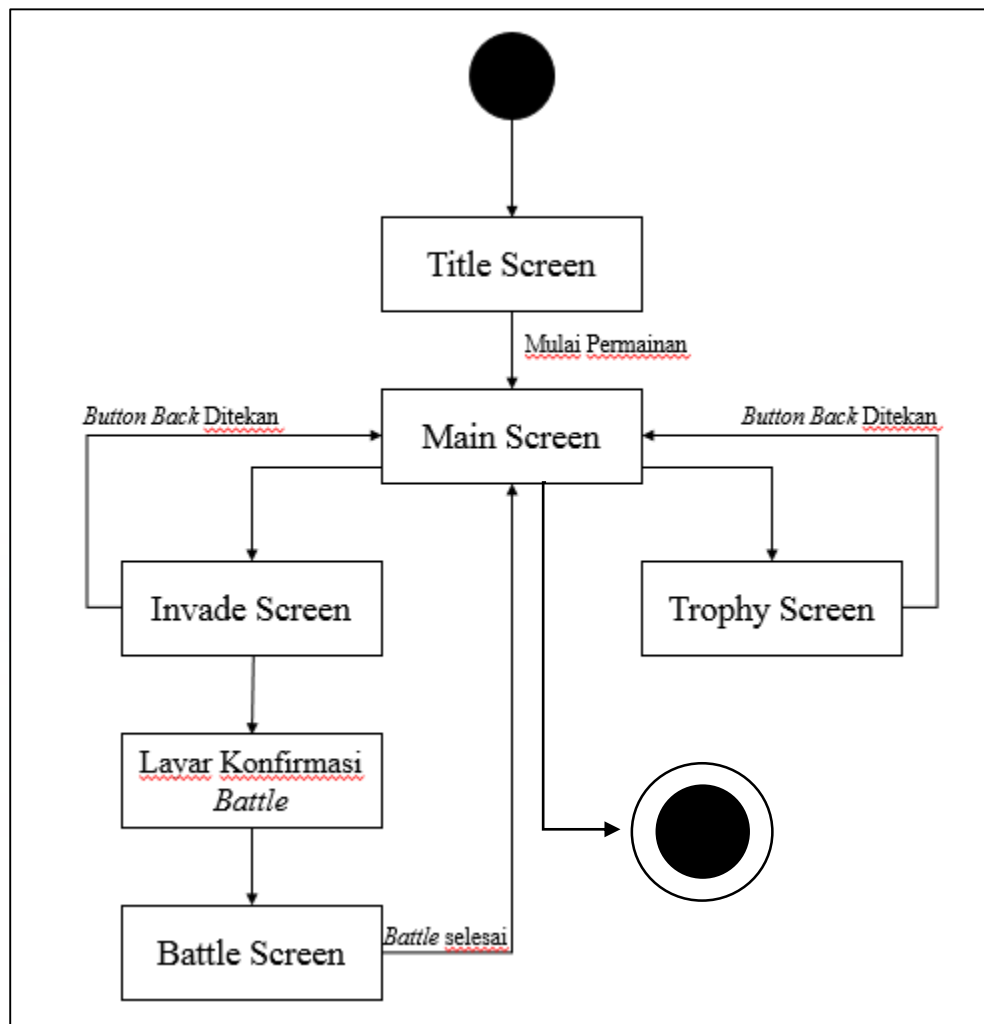 Title Screen
Mulai Permainan
Button Back Ditekan
Button Back Ditekan
Main Screen
Invade Screen
Trophy Screen
Layar Konfirmasi
Battle
Battle selesai
Battle Screen